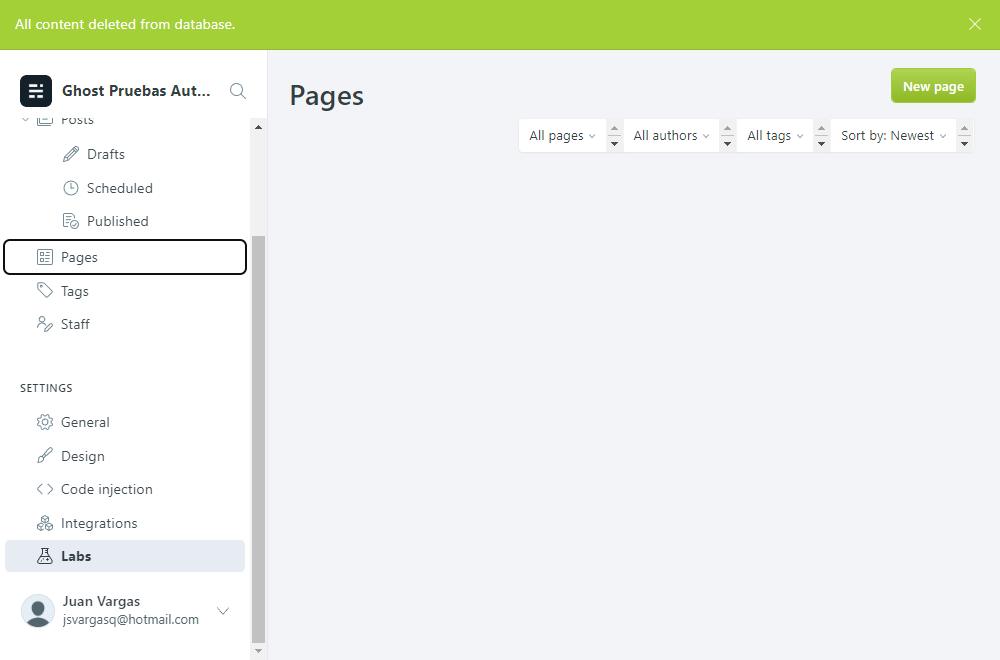 All content deleted from database.
Ghost Pruebas Aut...
Posts
Drafts
Scheduled
Published
Pages
Tags
Staff
SETTINGS
General
Design
Code injection
Integrations
Labs
Juan Vargas
jsvargasq@hotmail.com
Pages
New page
All pages
All authors
All tags
Sort by: Newest